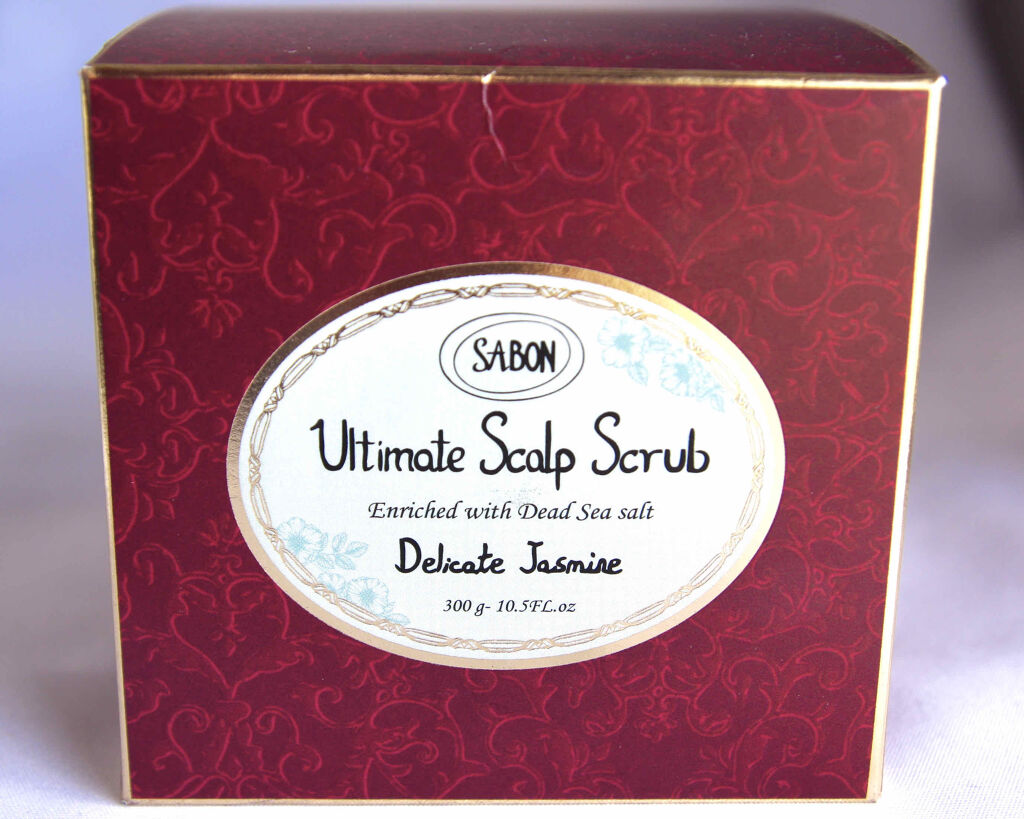 SABON
Ultimate Scalp Scrub
Enriched with Dead Sea salt
Delicate Jasmine
300 g- 10.5FL.oz